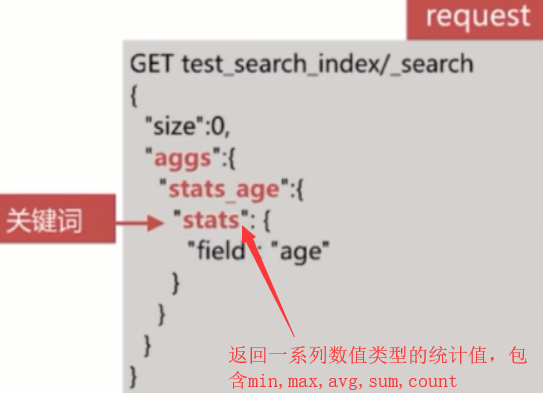 request
GET test_search_index/_search
{
"size":0,
"aggs":{
"stats_age":{
关键词
"stats": {
"field : "age"
}
}
}
}
返回一系列数值类型的统计值，包
含min,max,avg,sum,count